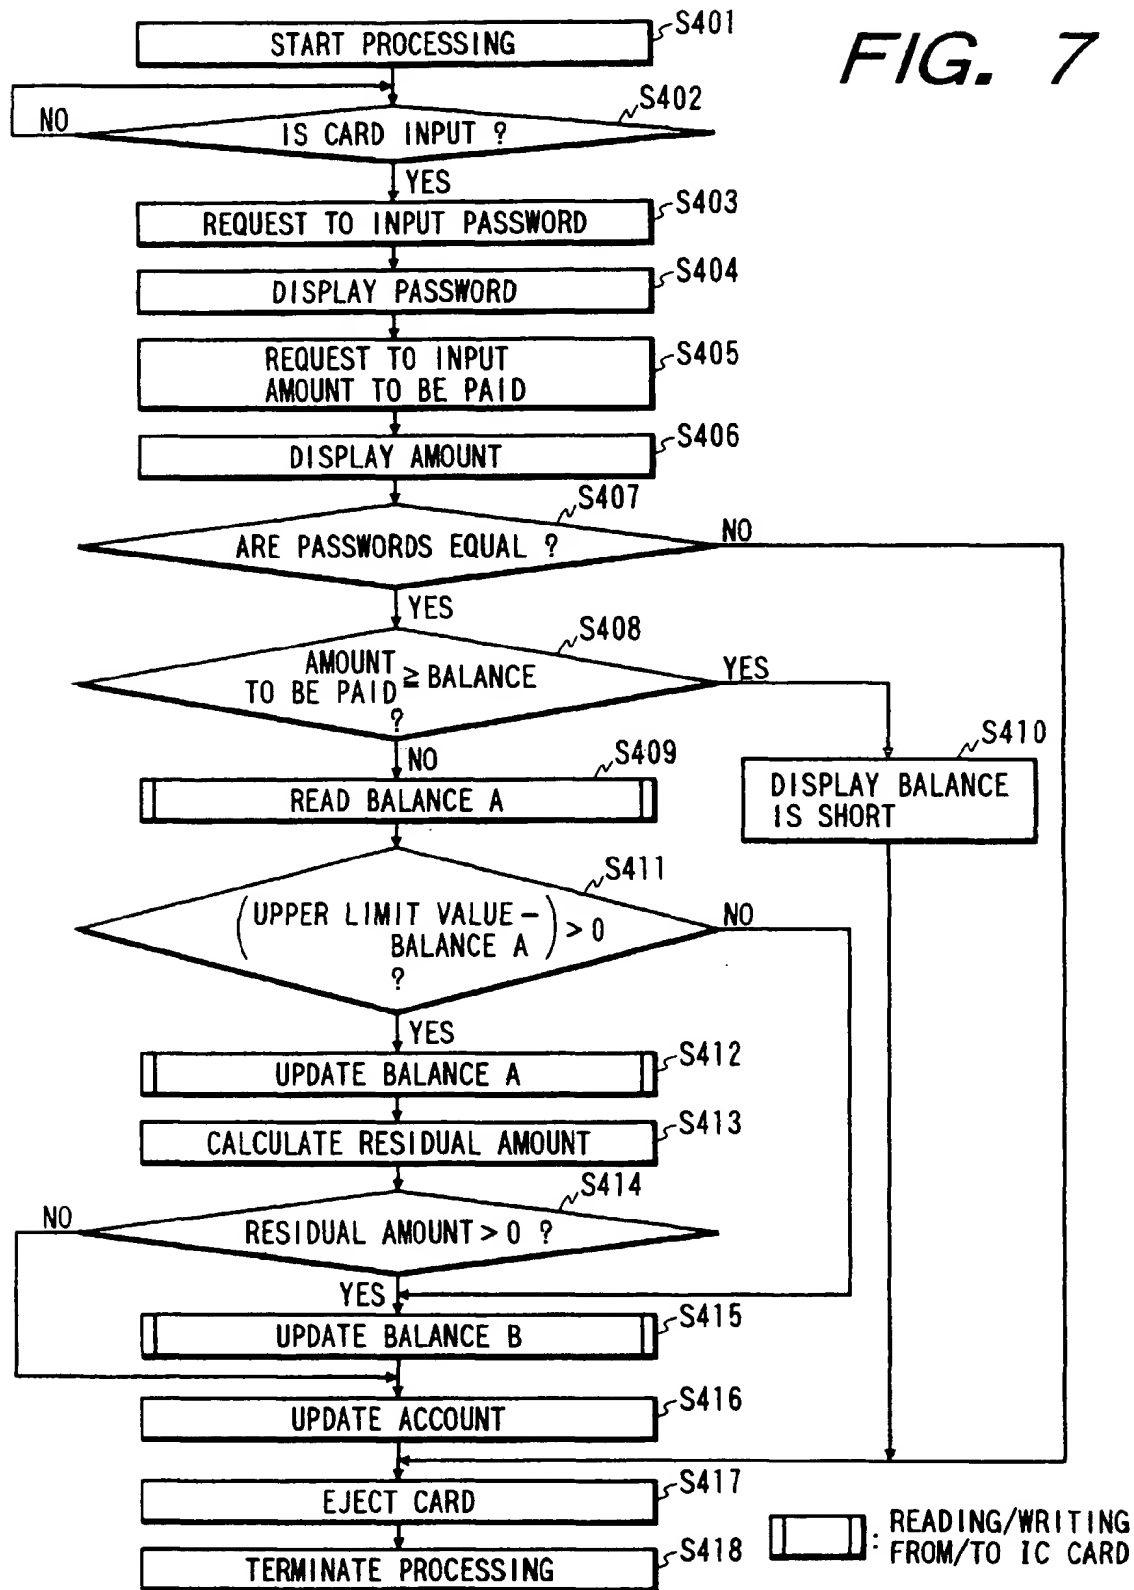 FIG. 7
START PROCESSING
S401
IS CARD INPUT ?
S402
NO
YES
REQUEST TO INPUT PASSWORD
S403
DISPLAY PASSWORD
S404
REQUEST TO INPUT
AMOUNT TO BE PAID
S405
DISPLAY AMOUNT
S406
ARE PASSWORDS EQUAL ?
S407
NO
YES
AMOUNT
TO BE PAID ≧ BALANCE
?
S408
YES
NO
READ BALANCE A
S409
DISPLAY BALANCE
IS SHORT
S410
(UPPER LIMIT VALUE –
BALANCE A) > 0
?
S411
NO
YES
UPDATE BALANCE A
S412
CALCULATE RESIDUAL AMOUNT
S413
RESIDUAL AMOUNT > 0 ?
S414
NO
YES
UPDATE BALANCE B
S415
UPDATE ACCOUNT
S416
EJECT CARD
S417
TERMINATE PROCESSING
S418
: READING/WRITING
FROM/TO IC CARD